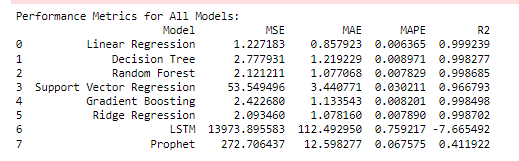 Performance Metrics for All Models:
Model MSE MAE MAPE R2
0 Linear Regression 1.227183 0.857923 0.006365 0.999239
1 Decision Tree 2.777931 1.219229 0.008971 0.998277
2 Random Forest 2.121211 1.077068 0.007829 0.998685
3 Support Vector Regression 53.549496 3.440771 0.030211 0.966793
4 Gradient Boosting 2.422680 1.133543 0.008201 0.998498
5 Ridge Regression 2.093460 1.078160 0.007890 0.998702
6 LSTM 13973.895583 112.492950 0.759217 -7.665492
7 Prophet 272.706437 12.598277 0.067575 0.411922